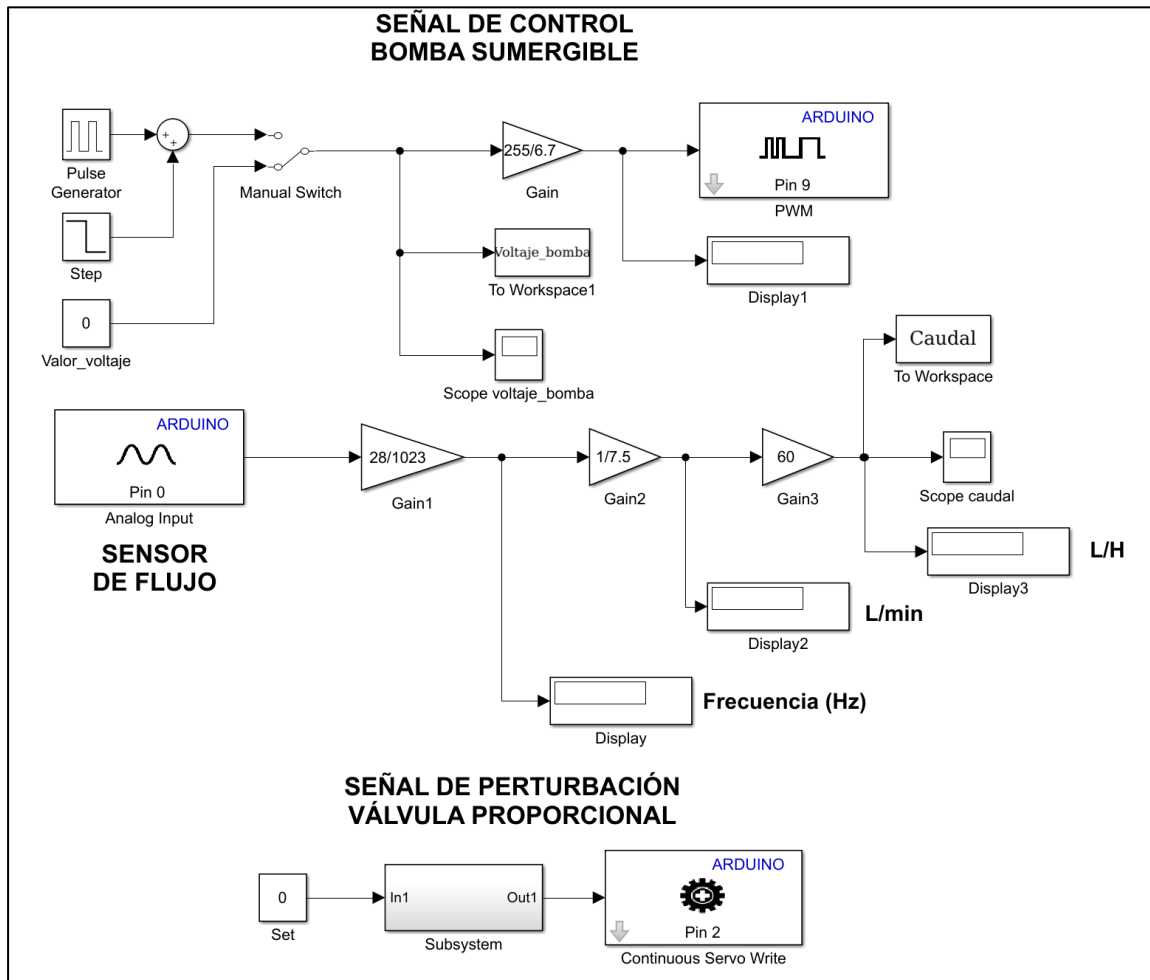 SEÑAL DE CONTROL
BOMBA SUMERGIBLE
Pulse
Generator
+
+
Step
0
Valor_voltaje
Manual Switch
255/6.7
Gain
ARDUINO
Pin 9
PWM
Voltaje_bomba
To Workspace1
Display1
Scope voltaje_bomba
Caudal
To Workspace
ARDUINO
Pin 0
Analog Input
SENSOR
DE FLUJO
28/1023
Gain1
1/7.5
Gain2
60
Gain3
Scope caudal
L/H
Display3
L/min
Display2
Frecuencia (Hz)
Display
SEÑAL DE PERTURBACIÓN
VÁLVULA PROPORCIONAL
0
Set
In1
Out1
Subsystem
ARDUINO
Pin 2
Continuous Servo Write